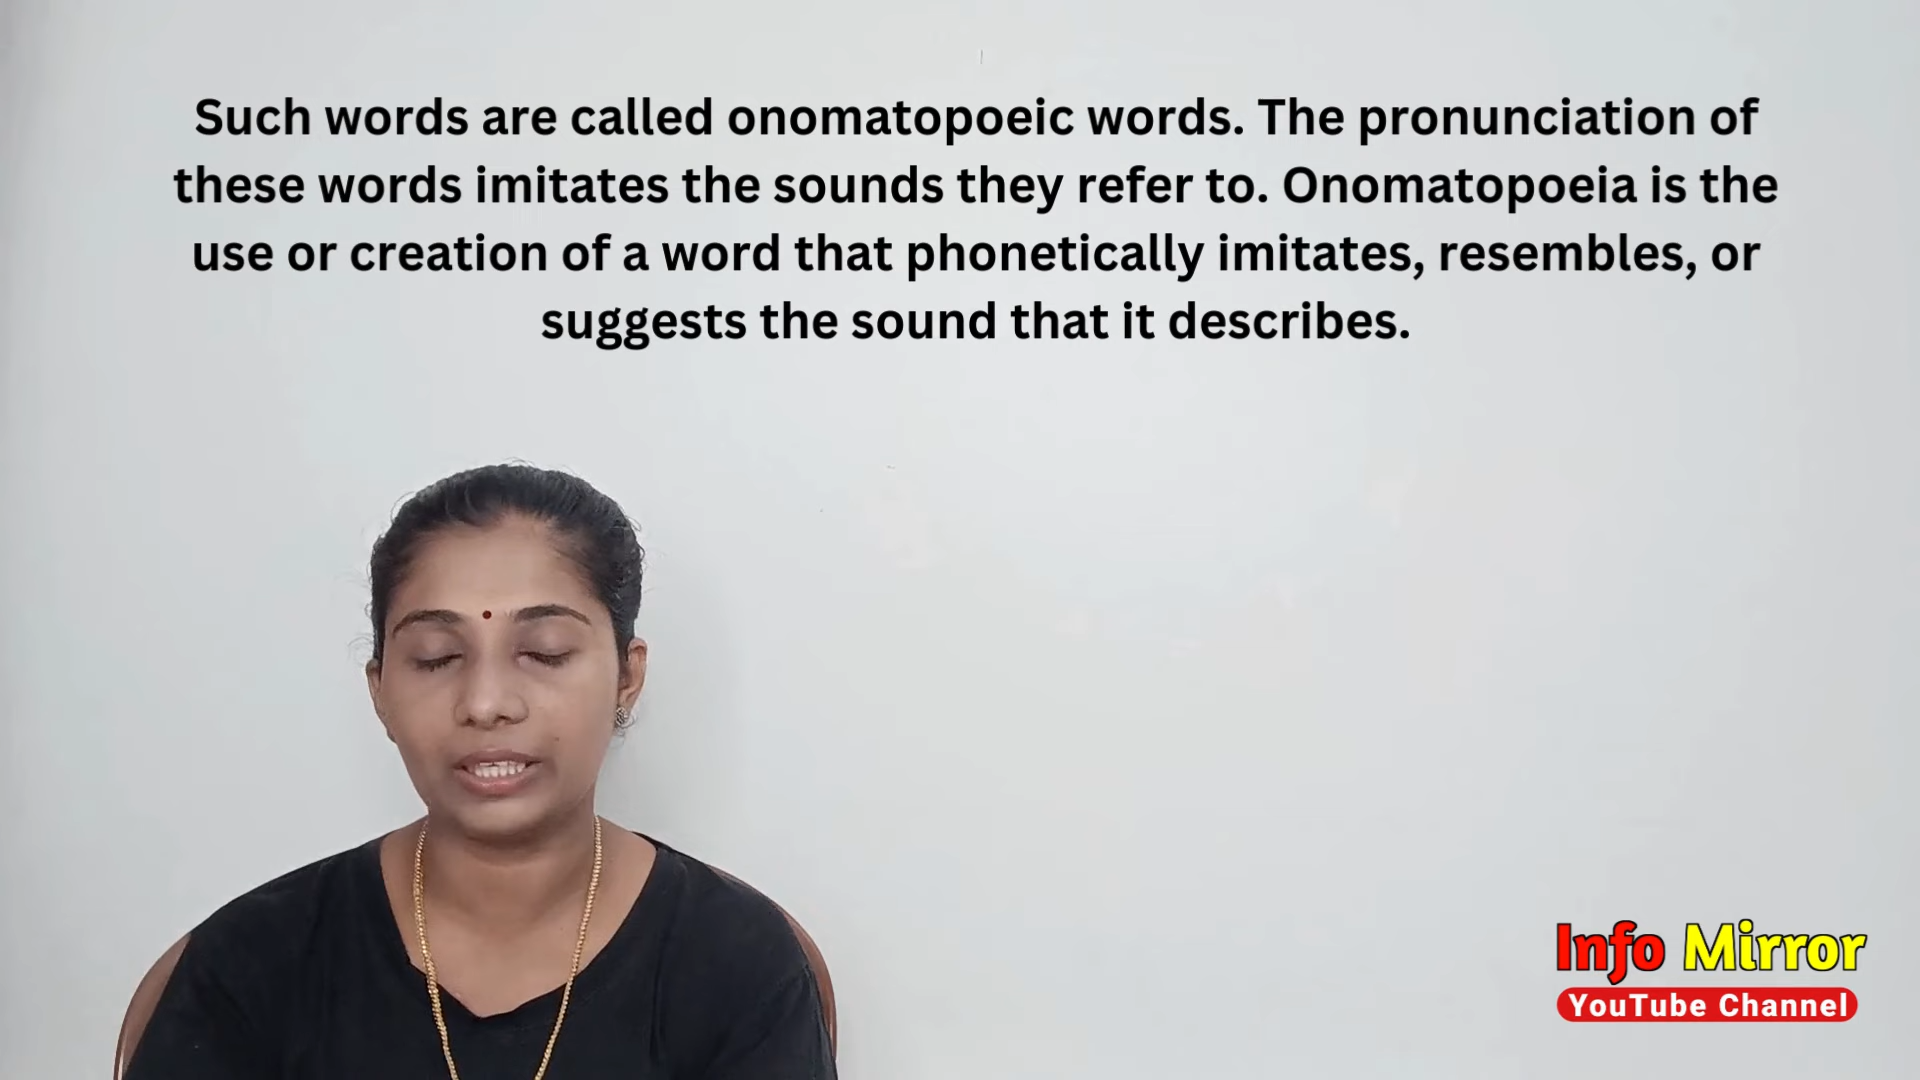 Such words are called onomatopoeic words. The pronunciation of
these words imitates the sounds they refer to. Onomatopoeia is the
use or creation of a word that phonetically imitates, resembles, or
suggests the sound that it describes.
Info Mirror
YouTube Channel